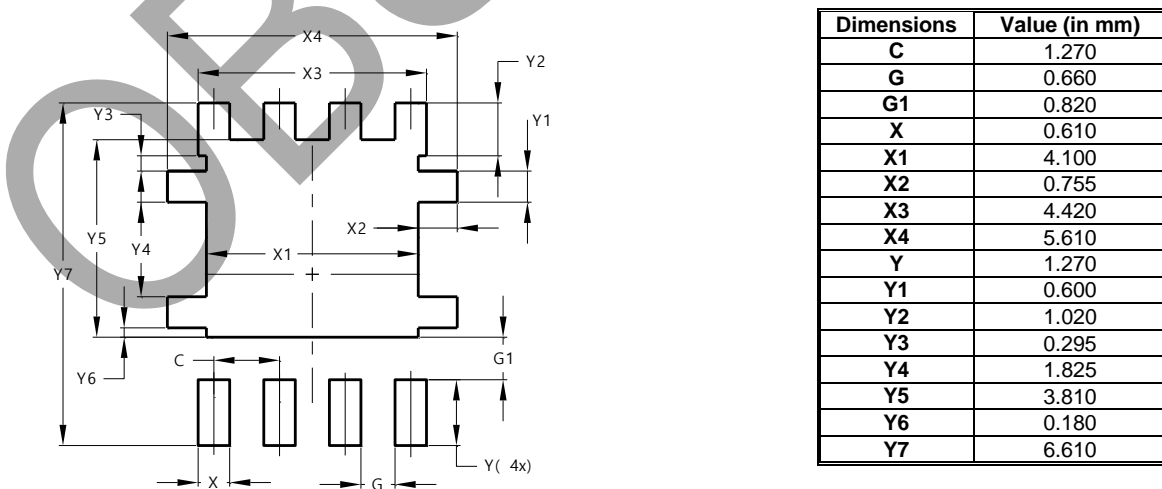 X4
X3
Y2
Y3
Y1
X2
Y5
Y4
X1
Y7
C
G1
Y6
Y( 4x)
X
G
Dimensions Value (in mm)
C 1.270
G 0.660
G1 0.820
X 0.610
X1 4.100
X2 0.755
X3 4.420
X4 5.610
Y 1.270
Y1 0.600
Y2 1.020
Y3 0.295
Y4 1.825
Y5 3.810
Y6 0.180
Y7 6.610